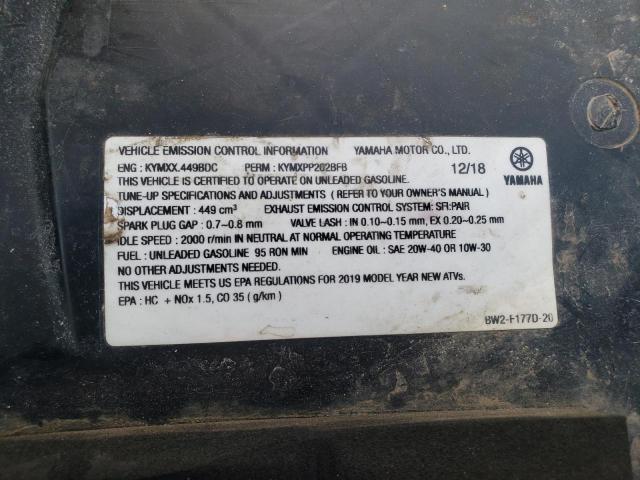 VEHICLE EMISSION CONTROL INFORMATION YAMAHA MOTOR CO., LTD.
ENG : KYMXX.449BDC PERM : KYMXPP202BFB 12/18
THIS VEHICLE IS CERTIFIED TO OPERATE ON UNLEADED GASOLINE.
TUNE-UP SPECIFICATIONS AND ADJUSTMENTS ( REFER TO YOUR OWNER'S MANUAL )
YAMAHA
DISPLACEMENT : 449 cm³ EXHAUST EMISSION CONTROL SYSTEM: SFI:PAIR
SPARK PLUG GAP : 0.7–0.8 mm VALVE LASH : IN 0.10–0.15 mm, EX 0.20–0.25 mm
IDLE SPEED : 2000 r/min IN NEUTRAL AT NORMAL OPERATING TEMPERATURE
FUEL : UNLEADED GASOLINE 95 RON MIN ENGINE OIL : SAE 20W-40 OR 10W-30
NO OTHER ADJUSTMENTS NEEDED.
THIS VEHICLE MEETS US EPA REGULATIONS FOR 2019 MODEL YEAR NEW ATVs.
EPA : HC + NOx 1.5, CO 35 ( g/km )
BW2-F177D-20